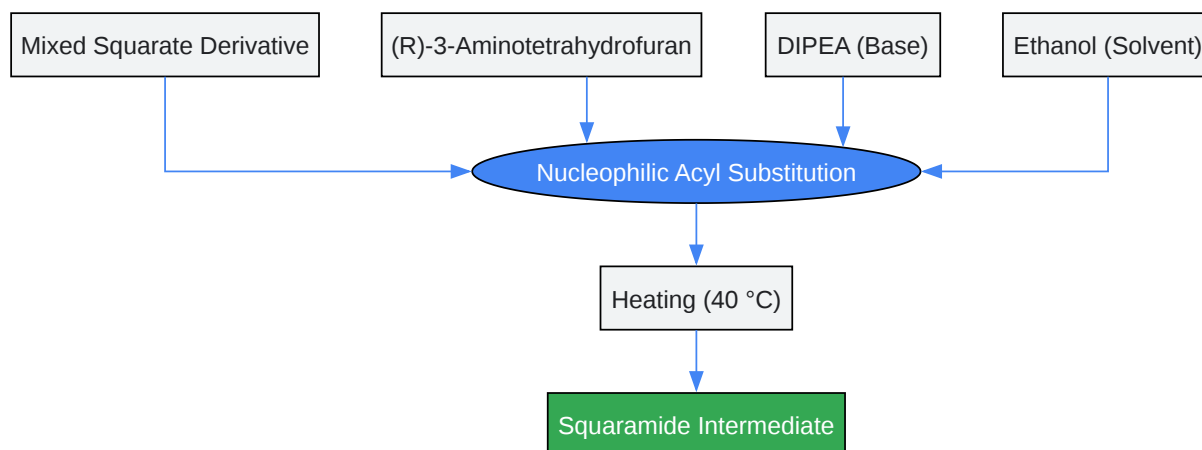 Mixed Squarate Derivative
(R)-3-Aminotetrahydrofuran
DIPEA (Base)
Ethanol (Solvent)
Nucleophilic Acyl Substitution
Heating (40 °C)
Squaramide Intermediate